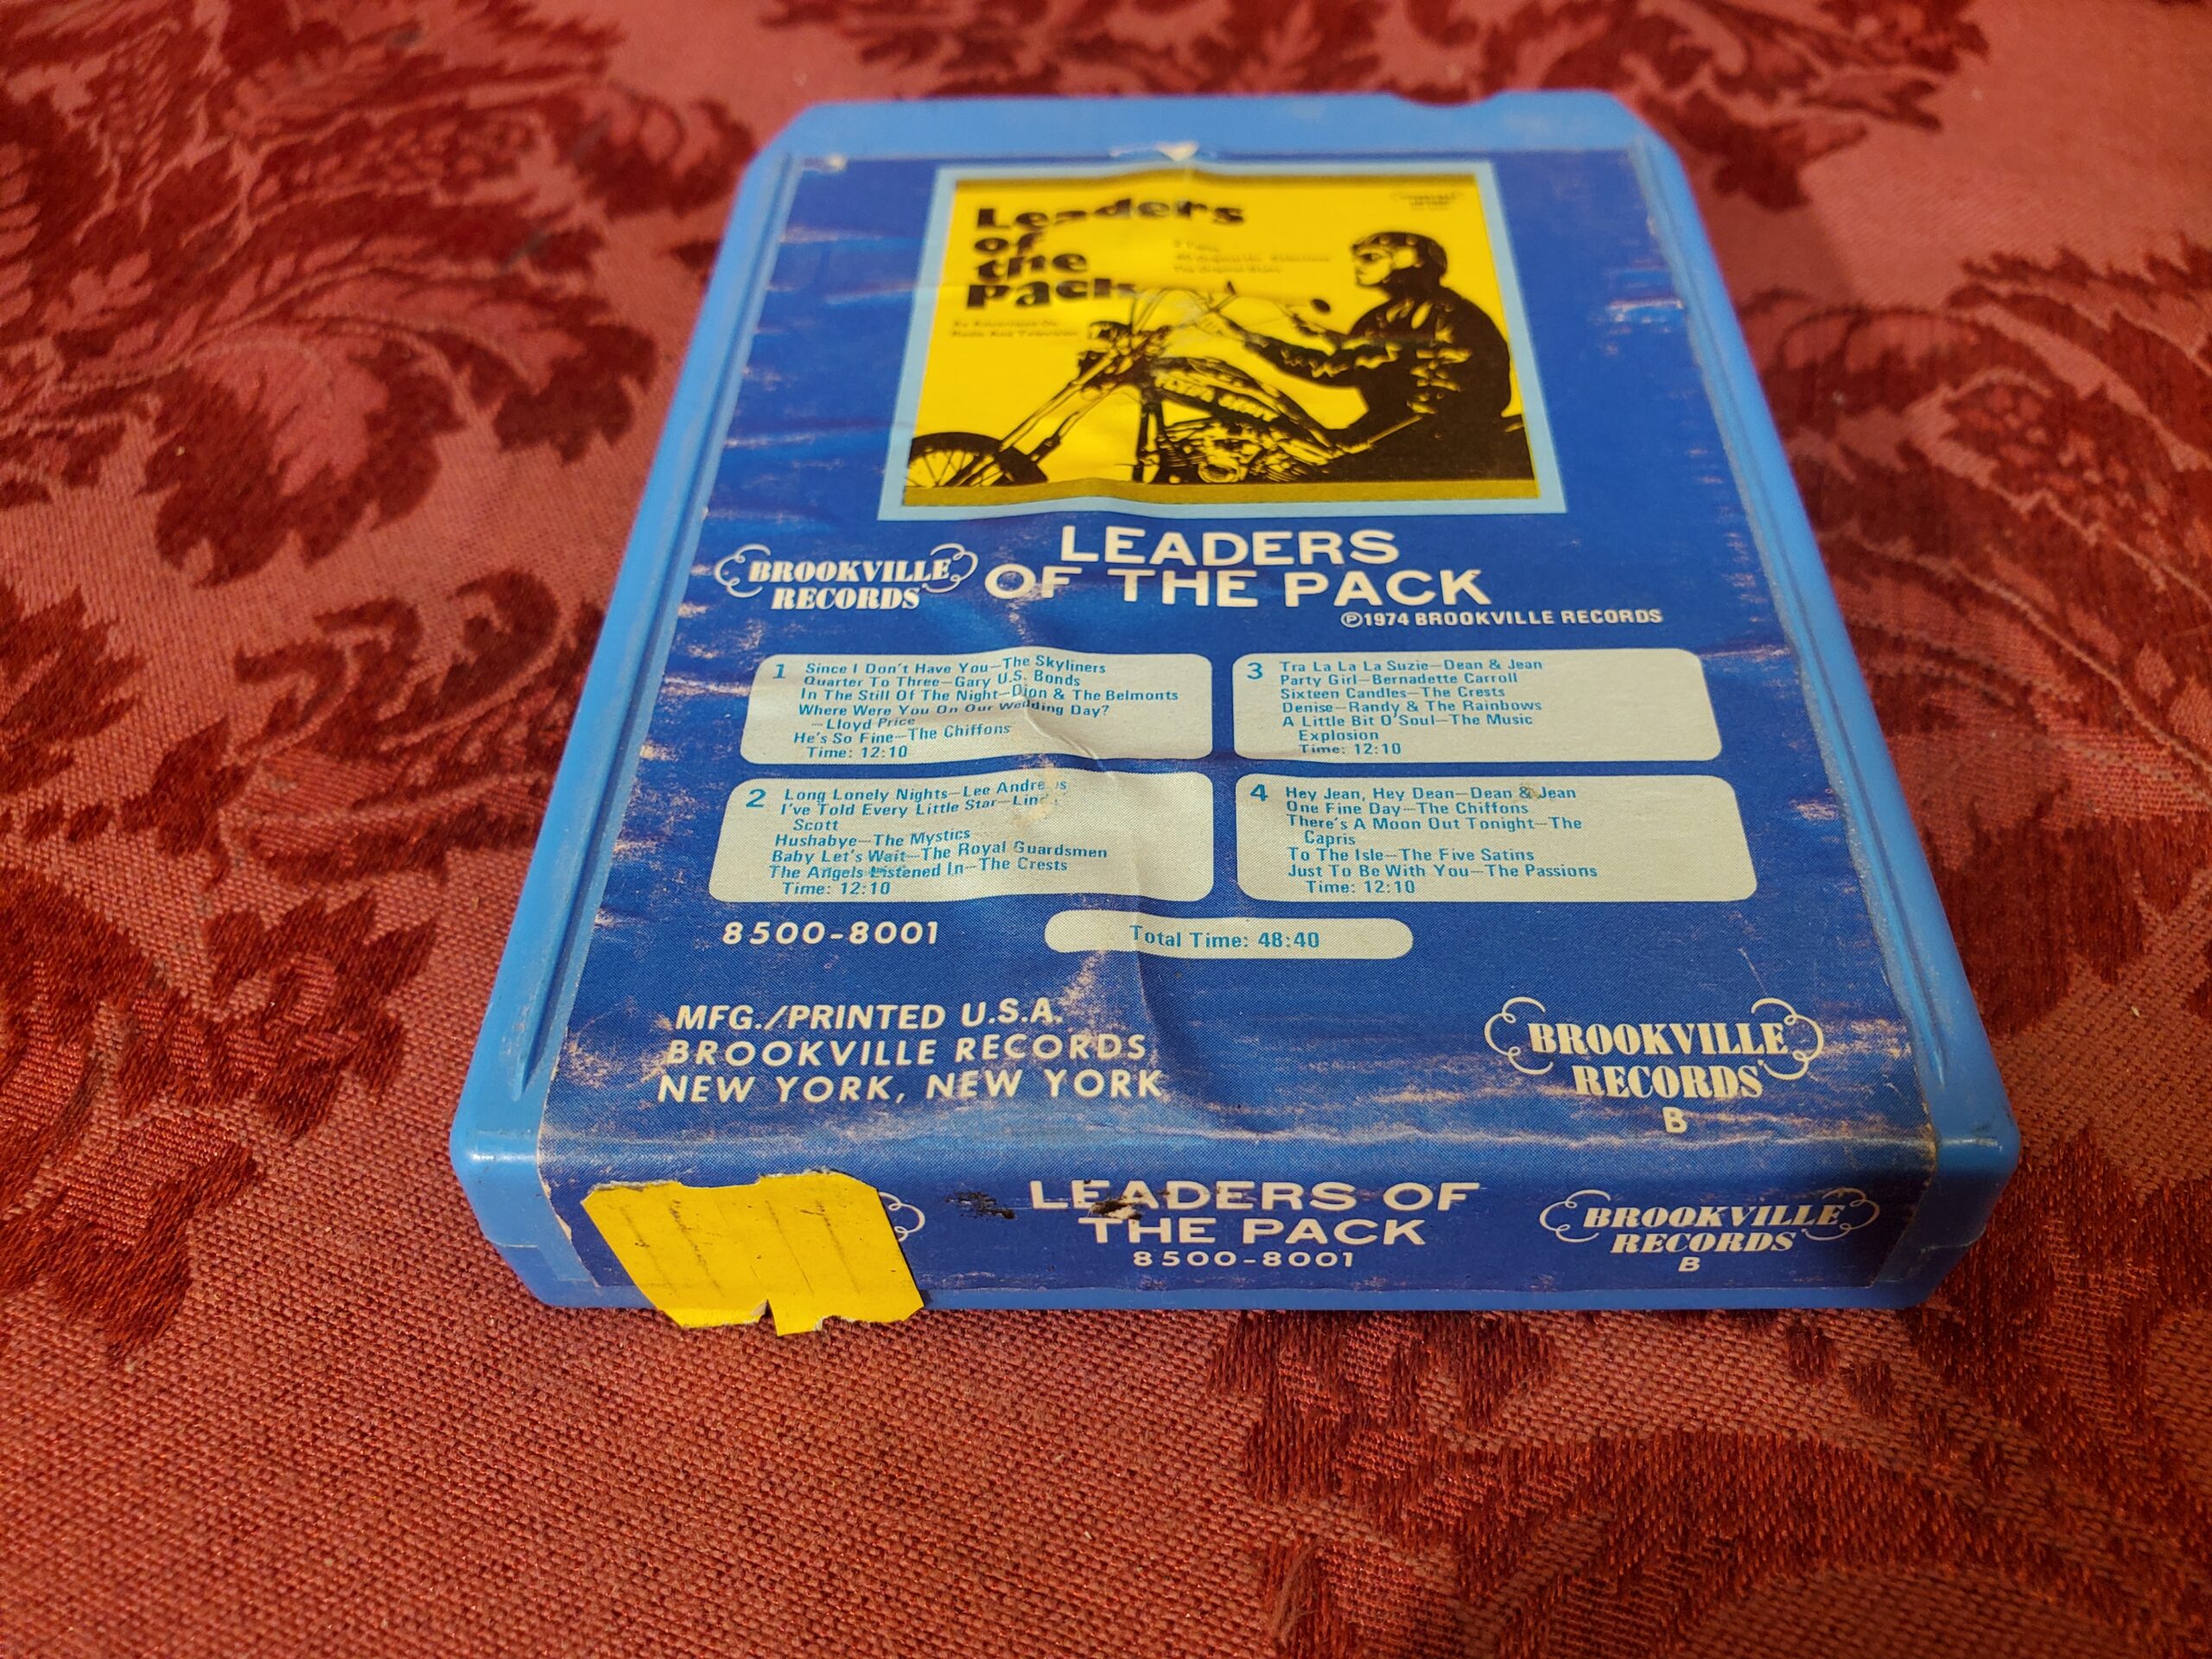 Leaders
of
the
Pack
LEADERS
OF THE PACK
BROOKVILLE
RECORDS
Ⓟ1974 BROOKVILLE RECORDS
1 Since I Don't Have You—The Skyliners
Quarter To Three—Gary U.S. Bonds
In The Still Of The Night—Dion & The Belmonts
Where Were You On Our Wedding Day?
—Lloyd Price
He's So Fine—The Chiffons
Time: 12:10
2 Long Lonely Nights—Lee
I've Told Every Little Star—
Scott
Hushabye—The Mystics
Baby Let's Wait—The Royal Guardsmen
The Angels Listened In—The Crests
Time: 12:10
3 Tra La La La Suzie—Dean & Jean
Party Girl—Bernadette Carroll
Sixteen Candles—The Crests
Denise—Randy & The Rainbows
A Little Bit O'Soul—The Music
Explosion
Time: 12:10
4 Hey Jean, Hey Dean—Dean & Jean
One Fine Day—The Chiffons
There's A Moon Out Tonight—The
Capris
To The Isle—The Five Satins
Just To Be With You—The Passions
Time: 12:10
8500-8001
Total Time: 48:40
MFG./PRINTED U.S.A.
BROOKVILLE RECORDS
NEW YORK, NEW YORK
BROOKVILLE
RECORDS
B
LEADERS OF
THE PACK
8500-8001
BROOKVILLE
RECORDS
B